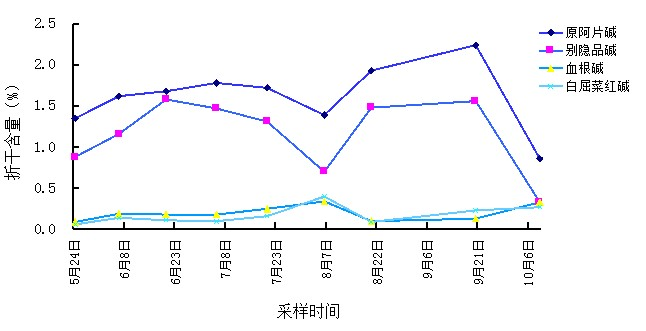 2.5
2.0
1.5
1.0
0.5
0.0
折干含量(%)
5月24日
6月8日
6月23日
7月8日
7月23日
8月7日
8月22日
9月6日
9月21日
10月6日
采样时间
原阿片碱
别隐品碱
血根碱
白屈菜红碱